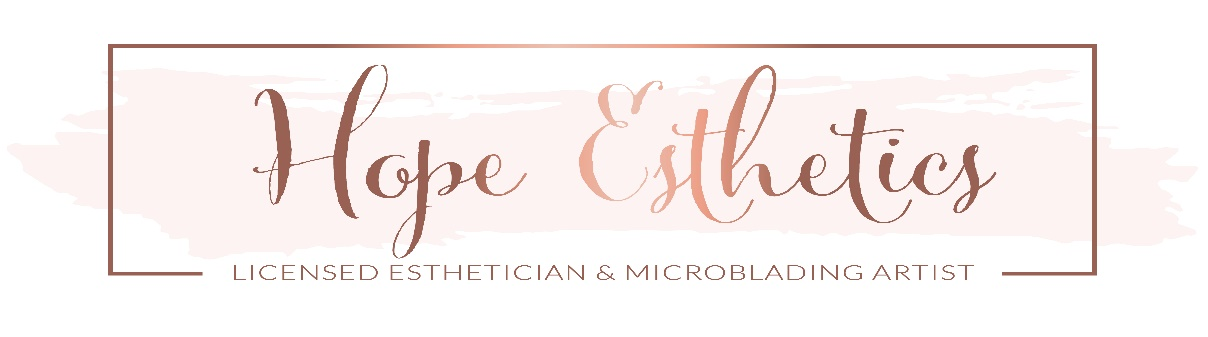 Hope Esthetics
LICENSED ESTHETICIAN & MICROBLADING ARTIST